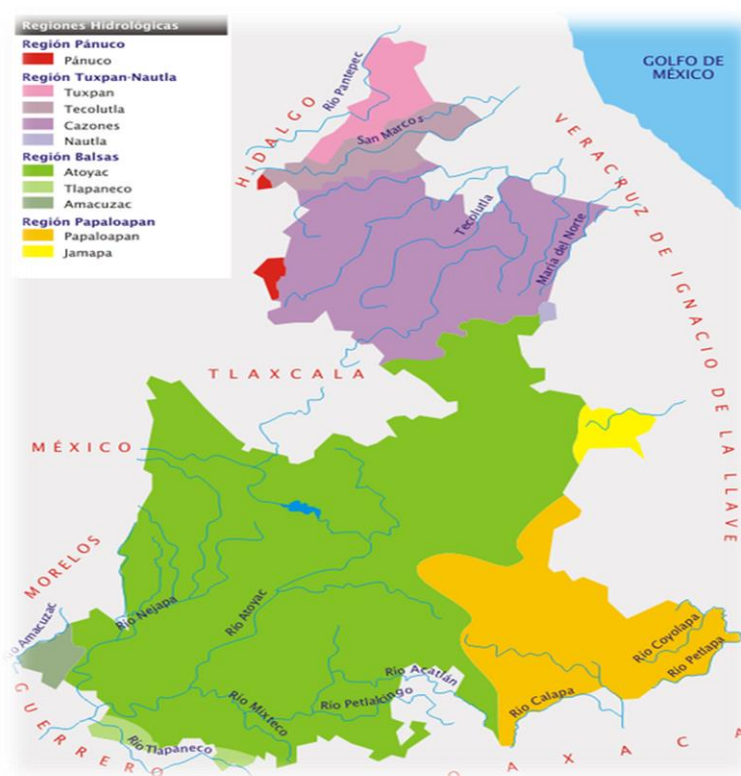 Regiones Hidrológicas
Región Pánuco
Pánuco
Región Tuxpan-Nautla
Tuxpan
Tecolutla
Cazones
Nautla
Región Balsas
Atoyac
Tlapaneco
Amacuzac
Región Papaloapan
Papaloapan
Jamapa
GOLFO DE
MÉXICO
HIDALGO
Río Pantepec
San Marcos
VERACRUZ DE IGNACIO DE LA LLAVE
Tecolutla
María del Norte
TLAXCALA
MÉXICO
MORELOS
Río Amacuzac
Río Nejapa
Río Atoyac
Río Coyolapa
Río Petlapa
Río Acatlán
Río Petlalcingo
Río Calapa
Río Mixteco
Río Tlapaneco
GUERRERO
OAXACA